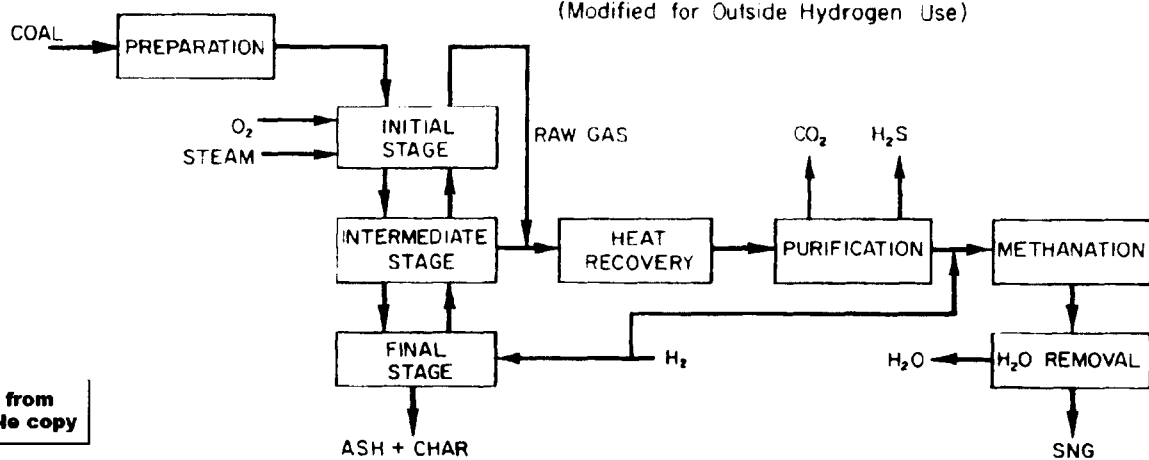 (Modified for Outside Hydrogen Use)
COAL
PREPARATION
O₂
STEAM
INITIAL
STAGE
RAW GAS
CO₂
H₂S
INTERMEDIATE
STAGE
HEAT
RECOVERY
PURIFICATION
METHANATION
FINAL
STAGE
H₂
H₂O
H₂O REMOVAL
ASH + CHAR
SNG
from
le copy